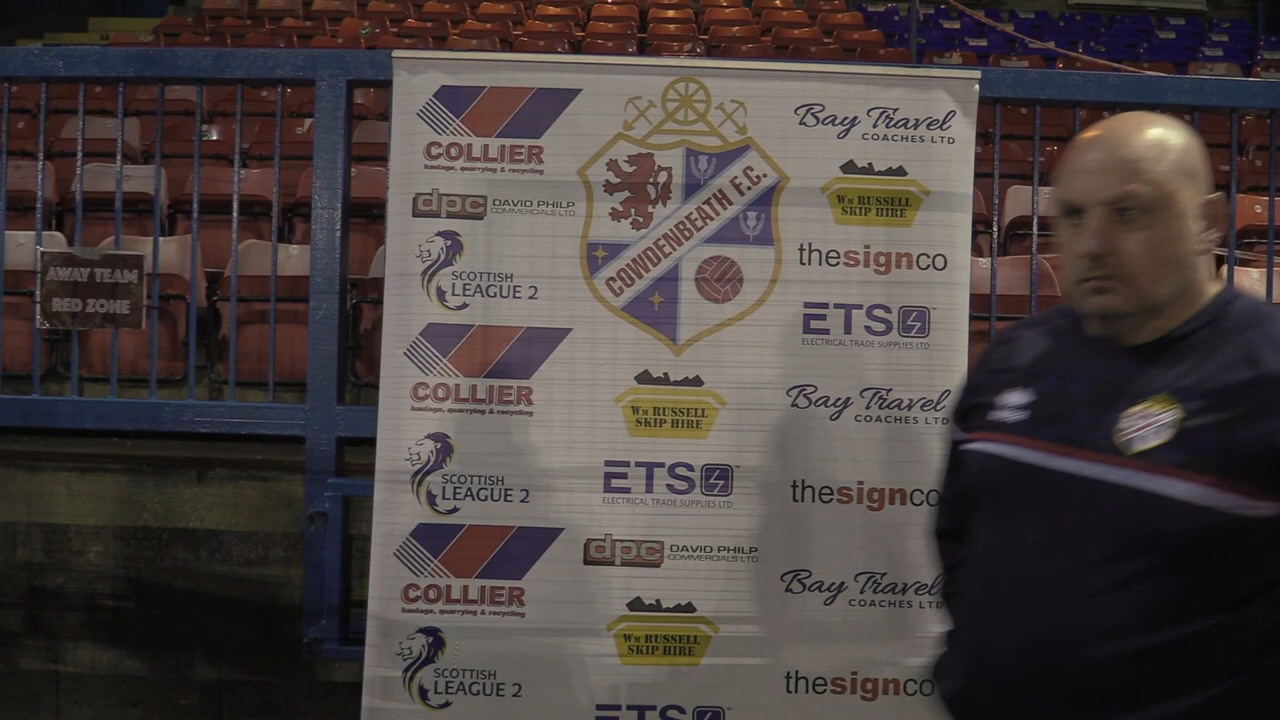 AWAY TEAM
RED ZONE
COLLIER
haulage, quarrying & recycling
dpc DAVID PHILP
COMMERCIALS LTD
SCOTTISH
LEAGUE 2
COLLIER
haulage, quarrying & recycling
SCOTTISH
LEAGUE 2
COLLIER
haulage, quarrying & recycling
SCOTTISH
LEAGUE 2
COWDENBEATH F.C.
WM RUSSELL
SKIP HIRE
ETS
ELECTRICAL TRADE SUPPLIES LTD
dpc DAVID PHILP
COMMERCIALS LTD
WM RUSSELL
SKIP HIRE
ETS
Bay Travel
COACHES LTD
WM RUSSELL
SKIP HIRE
thesignco
ETS
ELECTRICAL TRADE SUPPLIES LTD
Bay Travel
COACHES LTD
thesignco
Bay Travel
COACHES LTD
thesignco